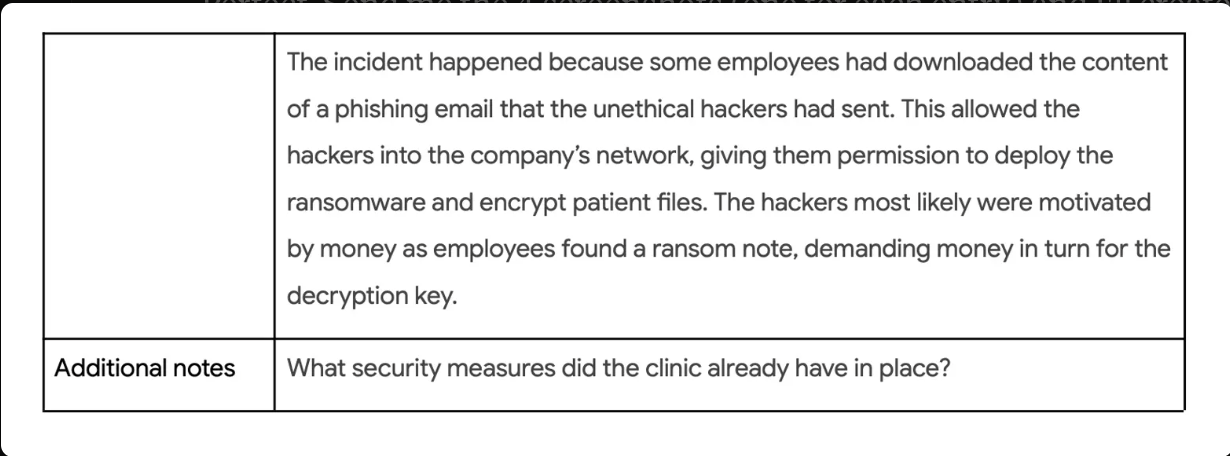 The incident happened because some employees had downloaded the content
of a phishing email that the unethical hackers had sent. This allowed the
hackers into the company’s network, giving them permission to deploy the
ransomware and encrypt patient files. The hackers most likely were motivated
by money as employees found a ransom note, demanding money in turn for the
decryption key.
Additional notes
What security measures did the clinic already have in place?